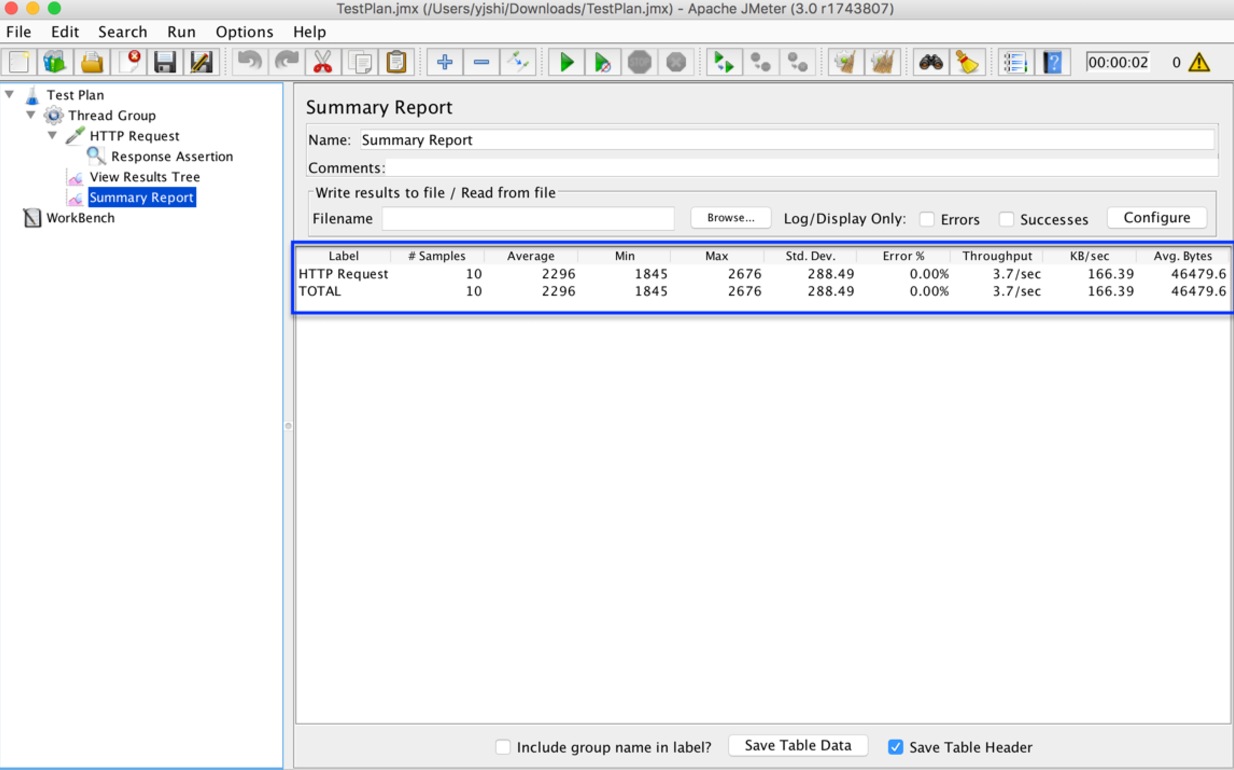 TestPlan.jmx (/Users/yjshi/Downloads/TestPlan.jmx) - Apache JMeter (3.0 r1743807)
File Edit Search Run Options Help
00:00:02 0
Test Plan
Thread Group
HTTP Request
Response Assertion
View Results Tree
Summary Report
WorkBench
Summary Report
Name: Summary Report
Comments:
Write results to file / Read from file
Filename Browse... Log/Display Only: Errors Successes Configure
Label # Samples Average Min Max Std. Dev. Error % Throughput KB/sec Avg. Bytes
HTTP Request 10 2296 1845 2676 288.49 0.00% 3.7/sec 166.39 46479.6
TOTAL 10 2296 1845 2676 288.49 0.00% 3.7/sec 166.39 46479.6
Include group name in label? Save Table Data Save Table Header